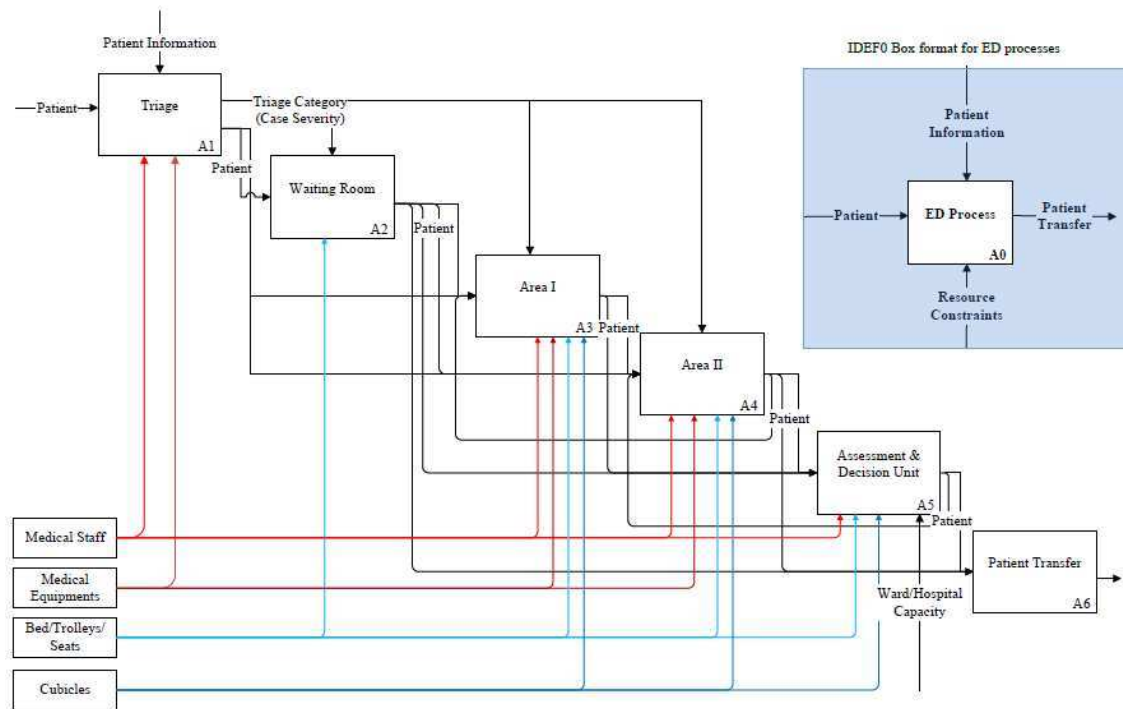 Patient Information
IDEF0 Box format for ED processes
Patient
Triage
A1
Triage Category
(Case Severity)
Patient
Waiting Room
A2
Patient
Area I
A3
Patient
Area II
A4
Patient
Assessment &
Decision Unit
A5
Patient
Patient Transfer
A6
Ward/Hospital
Capacity
Medical Staff
Medical
Equipments
Bed/Trolleys/
Seats
Cubicles
Patient
Information
Patient
ED Process
A0
Patient
Transfer
Resource
Constraints